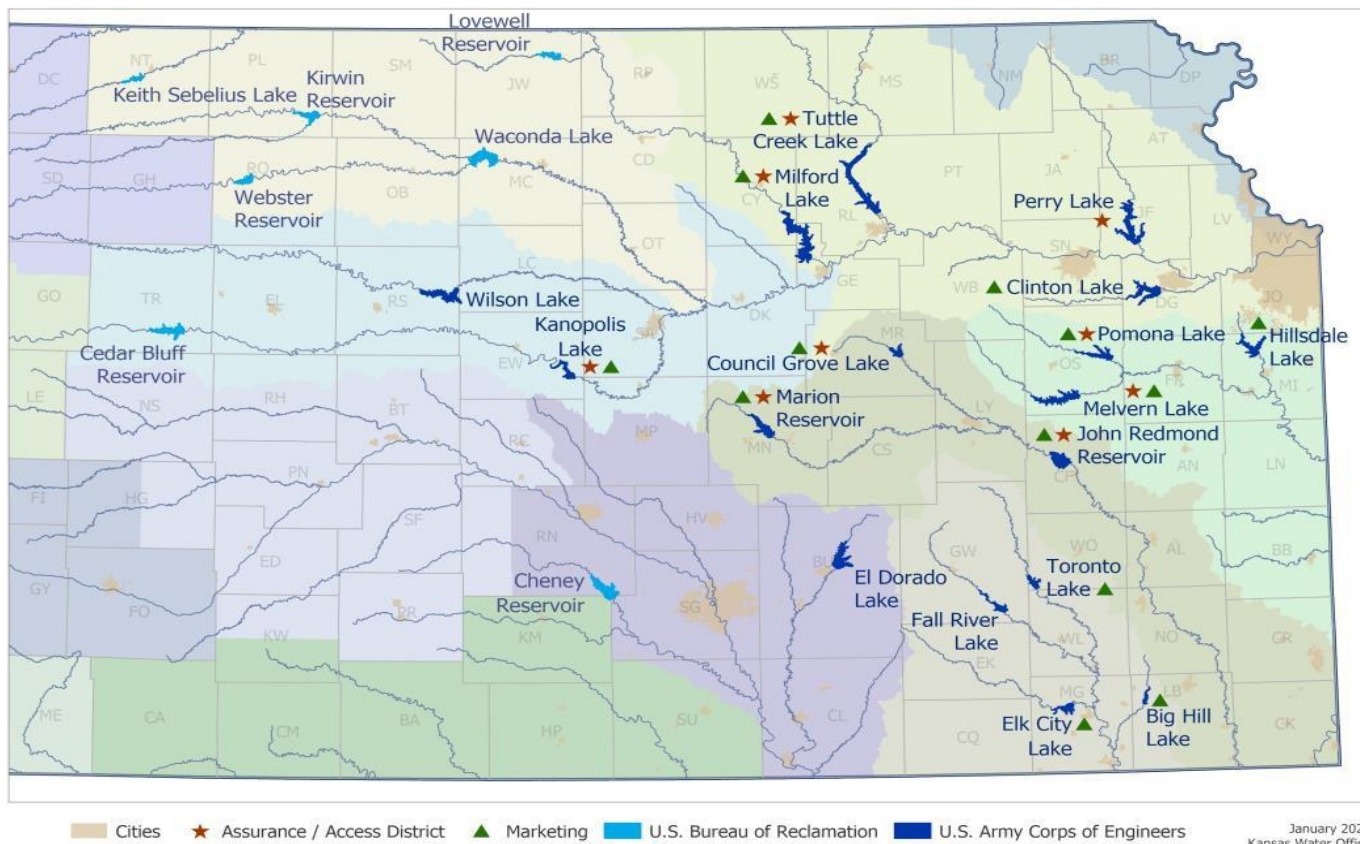 Lovewell
Reservoir
NT
PL
SM
JW
RP
WS
MS
NM
BR
DP
DC
Keith Sebelius Lake
Kirwin
Reservoir
Waconda Lake
Tuttle
Creek Lake
AT
SD
GH
RO
OB
MC
CD
CY
Milford
Lake
RL
PT
JA
Webster
Reservoir
Perry Lake
JF
LV
WY
OT
LC
SN
GO
TR
EL
RS
Wilson Lake
GE
WB
Clinton Lake
DG
JO
Kanopolis
Lake
SA
DK
MR
Pomona Lake
Hillsdale
Lake
Cedar Bluff
Reservoir
EW
Council Grove Lake
OS
FR
MI
LE
NS
RH
BT
Marion
Reservoir
LY
Melvern Lake
RC
MP
MN
CS
John Redmond
Reservoir
PN
CF
AN
LN
FI
HG
SF
RN
HV
ED
GW
WO
AL
BB
GY
FO
Cheney
Reservoir
SG
BU
El Dorado
Lake
Toronto
Lake
PR
Fall River
Lake
KW
KM
EK
WL
NO
GR
ME
CA
CM
BA
HP
SU
CL
CQ
MG
LB
CK
Elk City
Lake
Big Hill
Lake
Cities
Assurance / Access District
Marketing
U.S. Bureau of Reclamation
U.S. Army Corps of Engineers
January 202
Kansas Water Offic